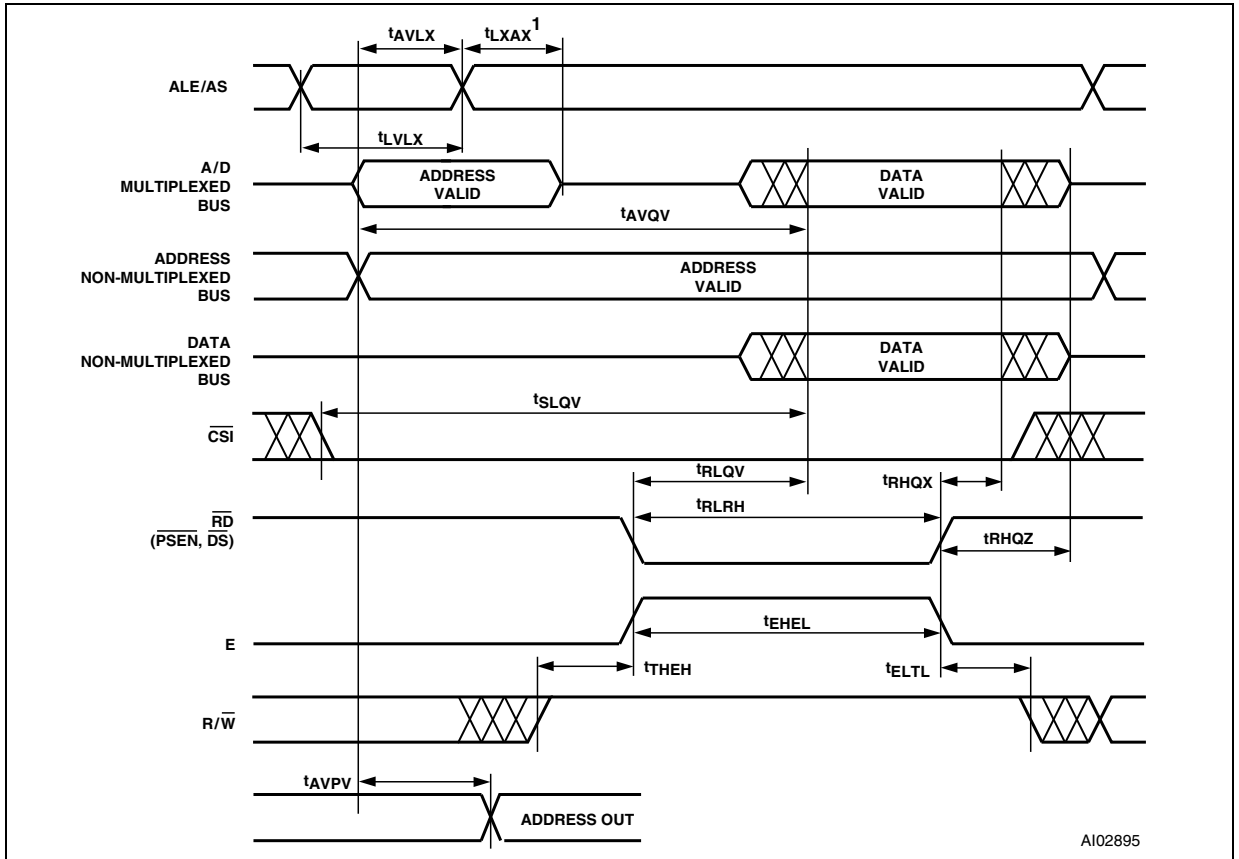 tAVLX tLXAX1
ALE/AS
tLVLX
A/D
MULTIPLEXED
BUS
ADDRESS
VALID
DATA
VALID
tAVQV
ADDRESS
NON-MULTIPLEXED
BUS
ADDRESS
VALID
DATA
NON-MULTIPLEXED
BUS
DATA
VALID
tSLQV
CSI
tRLQV tRHQX
tRLRH
RD
(PSEN, DS)
tRHQZ
tEHEL
E
tTHEH tELTL
R/W
tAVPV
ADDRESS OUT
AI02895